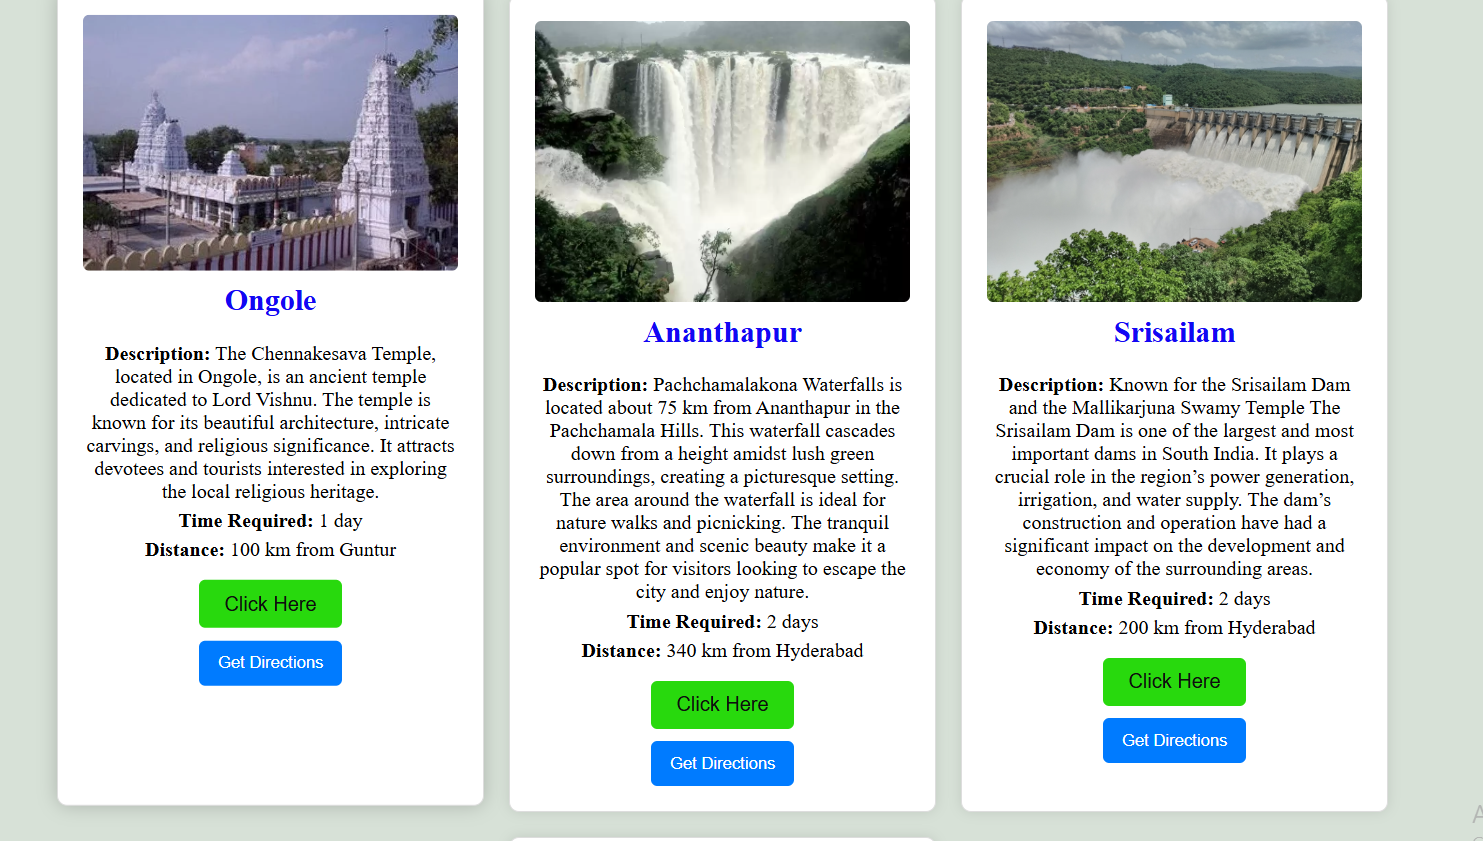 Ongole
Description: The Chennakesava Temple,
located in Ongole, is an ancient temple
dedicated to Lord Vishnu. The temple is
known for its beautiful architecture, intricate
carvings, and religious significance. It attracts
devotees and tourists interested in exploring
the local religious heritage.
Time Required: 1 day
Distance: 100 km from Guntur
Click Here
Get Directions
Ananthapur
Description: Pachchamalakona Waterfalls is
located about 75 km from Ananthapur in the
Pachchamala Hills. This waterfall cascades
down from a height amidst lush green
surroundings, creating a picturesque setting.
The area around the waterfall is ideal for
nature walks and picnicking. The tranquil
environment and scenic beauty make it a
popular spot for visitors looking to escape the
city and enjoy nature.
Time Required: 2 days
Distance: 340 km from Hyderabad
Click Here
Get Directions
Srisailam
Description: Known for the Srisailam Dam
and the Mallikarjuna Swamy Temple The
Srisailam Dam is one of the largest and most
important dams in South India. It plays a
crucial role in the region’s power generation,
irrigation, and water supply. The dam’s
construction and operation have had a
significant impact on the development and
economy of the surrounding areas.
Time Required: 2 days
Distance: 200 km from Hyderabad
Click Here
Get Directions